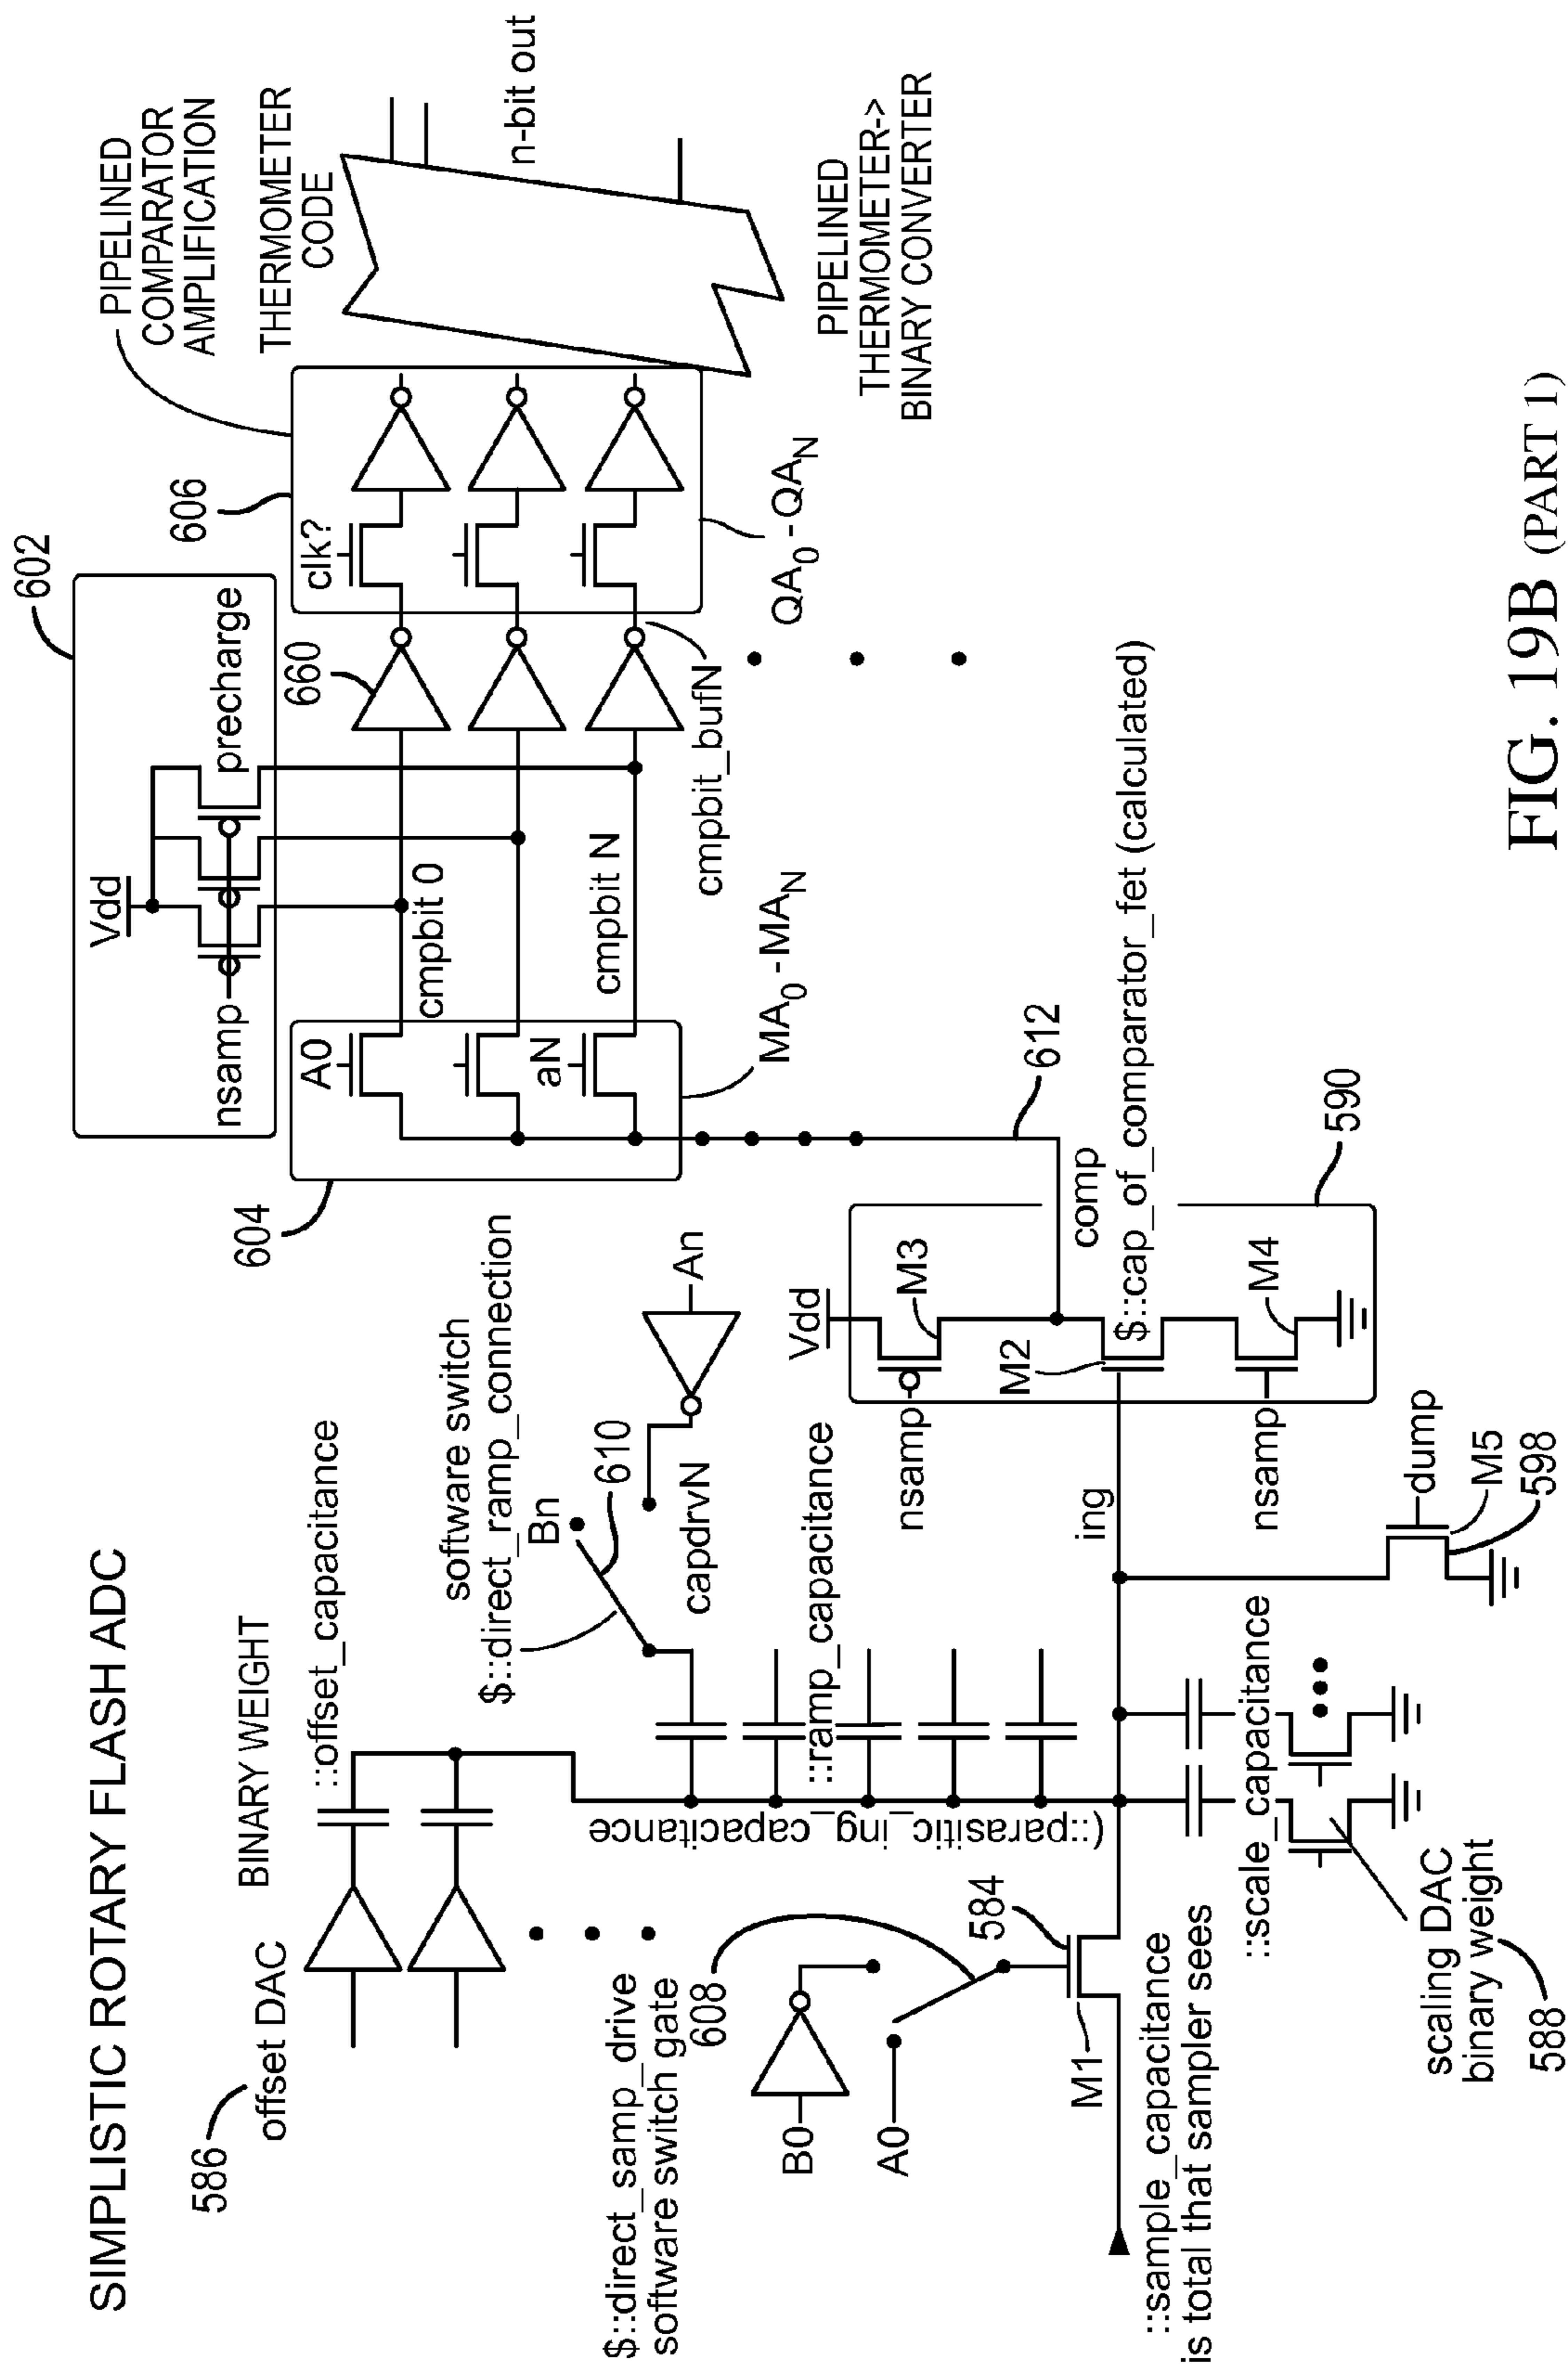 SIMPLISTIC ROTARY FLASH ADC
586
offset DAC
BINARY WEIGHT
::offset_capacitance
software switch
$::direct_ramp_connection
Bn
610
An
capdrvN
::ramp_capacitance
(::parasitic_ing_capacitance
$::direct_samp_drive
software switch gate
608
B0
A0
584
M1
::sample_capacitance
is total that sampler sees
::scale_capacitance
scaling DAC
binary weight
588
ing
dump
M5
598
nsamp
Vdd
M3
M2
nsamp
M4
590
comp
$::cap_of_comparator_fet (calculated)
612
604
A0
aN
MA0 - MAN
602
Vdd
nsamp
precharge
cmpbit 0
cmpbit N
660
cmpbit_bufN
606
clk?
QA0 - QAN
PIPELINED
COMPARATOR
AMPLIFICATION
THERMOMETER
CODE
n-bit out
PIPELINED
THERMOMETER->
BINARY CONVERTER
FIG. 19B (PART 1)